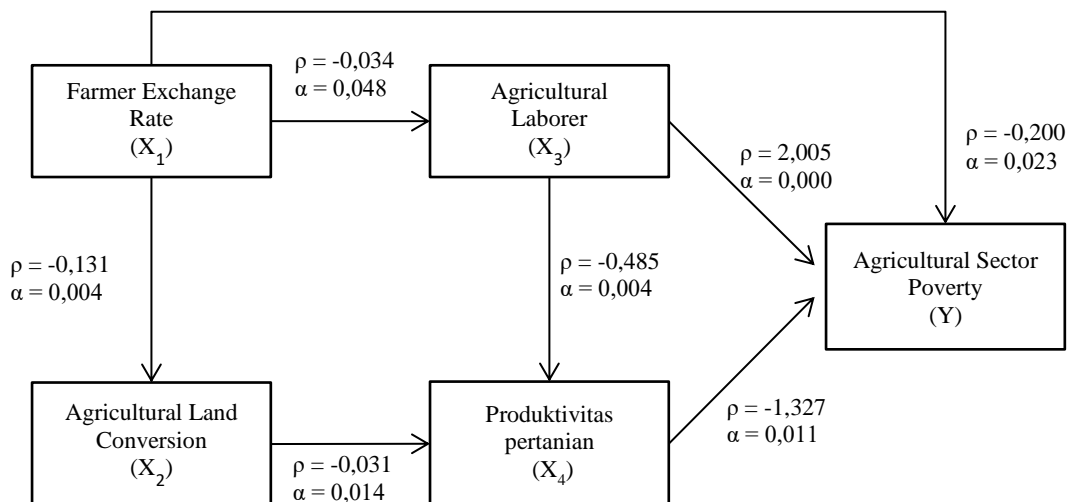 ρ = -0,034
α = 0,048
Farmer Exchange
Rate
(X₁)
Agricultural
Laborer
(X₃)
ρ = 2,005
α = 0,000
ρ = -0,200
α = 0,023
ρ = -0,131
α = 0,004
ρ = -0,485
α = 0,004
Agricultural Sector
Poverty
(Y)
Agricultural Land
Conversion
(X₂)
ρ = -0,031
α = 0,014
Produktivitas
pertanian
(X₄)
ρ = -1,327
α = 0,011